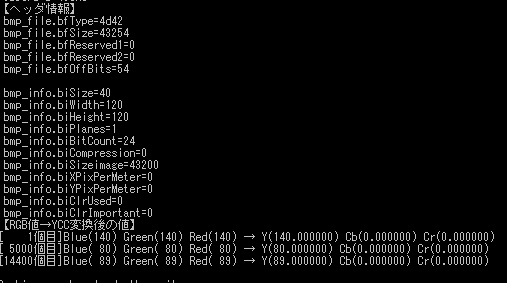 【ヘッダ情報】
bmp_file.bfType=4d42
bmp_file.bfSize=43254
bmp_file.bfReserved1=0
bmp_file.bfReserved2=0
bmp_file.bfOffBits=54
bmp_info.biSize=40
bmp_info.biWidth=120
bmp_info.biHeight=120
bmp_info.biPlanes=1
bmp_info.biBitCount=24
bmp_info.biCompression=0
bmp_info.biSizeimage=43200
bmp_info.biXPixPerMeter=0
bmp_info.biYPixPerMeter=0
bmp_info.biClrUsed=0
bmp_info.biClrImportant=0
【RGB値→YCC変換後の値】
[    1個目]Blue(140) Green(140) Red(140) → Y(140.000000) Cb(0.000000) Cr(0.000000)
[ 5000個目]Blue( 80) Green( 80) Red( 80) → Y(80.000000) Cb(0.000000) Cr(0.000000)
[14400個目]Blue( 89) Green( 89) Red( 89) → Y(89.000000) Cb(0.000000) Cr(0.000000)